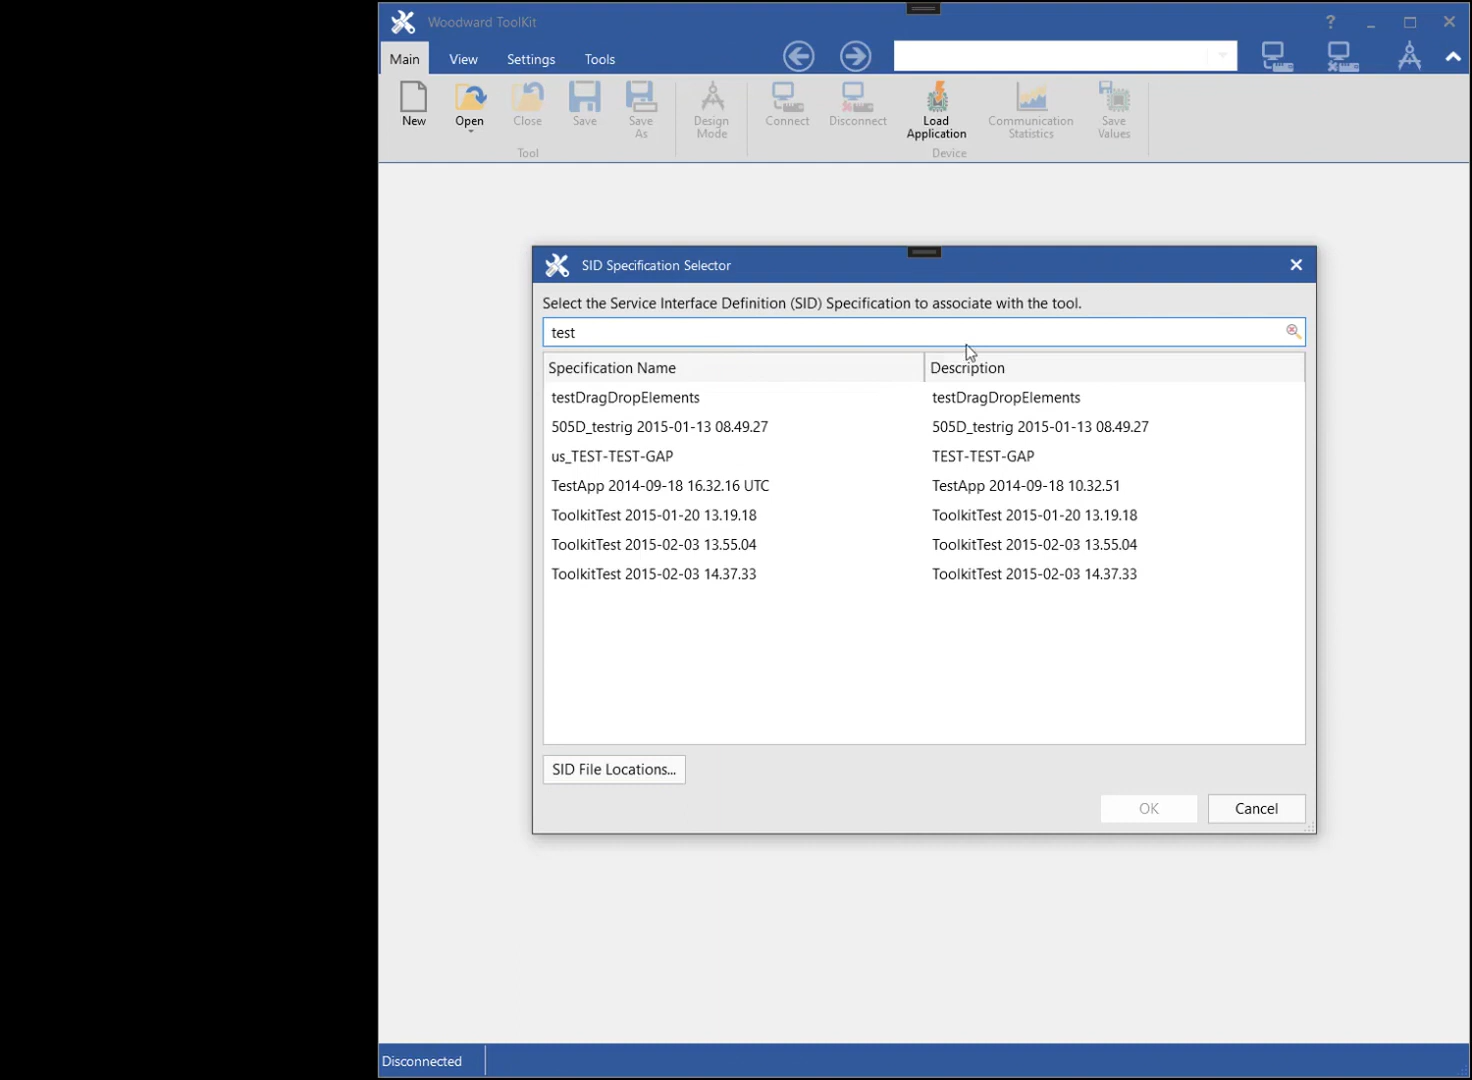 Woodward ToolKit
?
Main View Settings Tools
New Open Close Save Save As Design Mode Connect Disconnect Load Application Communication Statistics Save Values
Tool Device
SID Specification Selector
Select the Service Interface Definition (SID) Specification to associate with the tool.
test
Specification Name Description
testDragDropElements testDragDropElements
505D_testrig 2015-01-13 08.49.27 505D_testrig 2015-01-13 08.49.27
us_TEST-TEST-GAP TEST-TEST-GAP
TestApp 2014-09-18 16.32.16 UTC TestApp 2014-09-18 10.32.51
ToolkitTest 2015-01-20 13.19.18 ToolkitTest 2015-01-20 13.19.18
ToolkitTest 2015-02-03 13.55.04 ToolkitTest 2015-02-03 13.55.04
ToolkitTest 2015-02-03 14.37.33 ToolkitTest 2015-02-03 14.37.33
SID File Locations...
OK Cancel
Disconnected